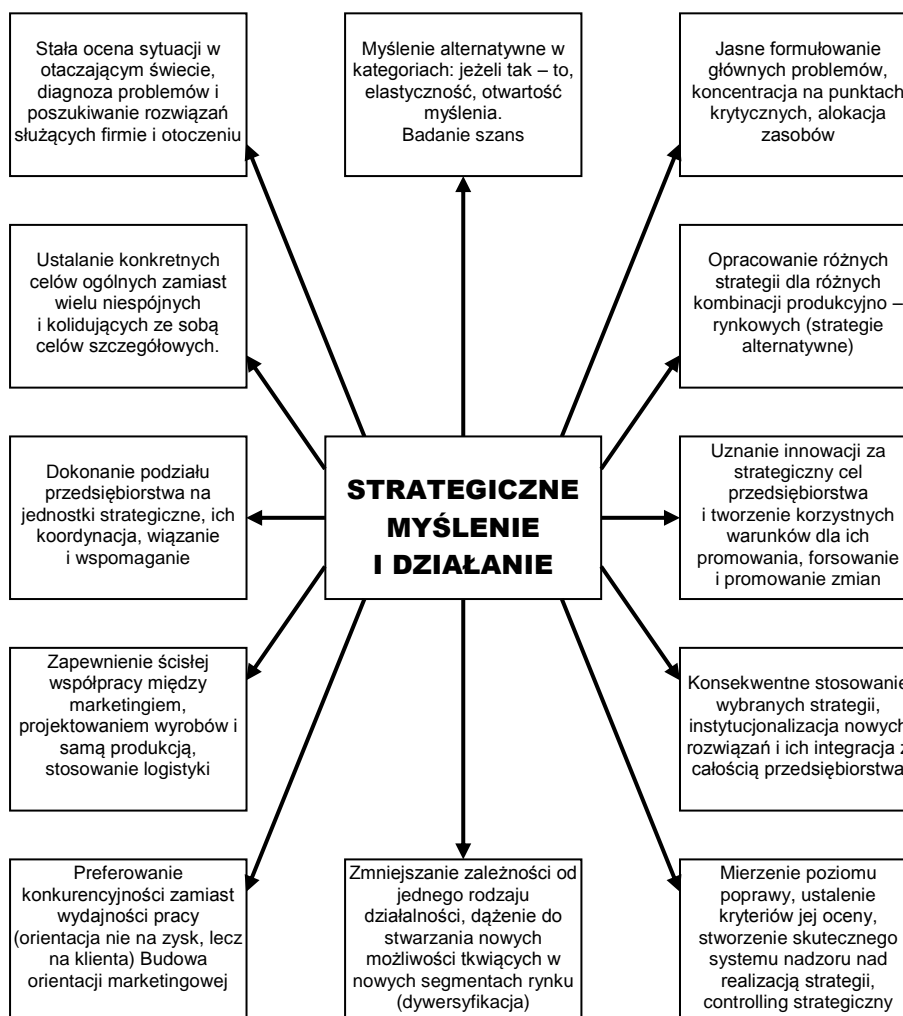 Stała ocena sytuacji w
otaczającym świecie,
diagnoza problemów i
poszukiwanie rozwiązań
służących firmie i otoczeniu
Myślenie alternatywne w
kategoriach: jeżeli tak – to,
elastyczność, otwartość
myślenia.
Badanie szans
Jasne formułowanie
głównych problemów,
koncentracja na punktach
krytycznych, alokacja
zasobów
Ustalanie konkretnych
celów ogólnych zamiast
wielu niespójnych
i kolidujących ze sobą
celów szczegółowych.
Opracowanie różnych
strategii dla różnych
kombinacji produkcyjno –
rynkowych (strategie
alternatywne)
Dokonanie podziału
przedsiębiorstwa na
jednostki strategiczne, ich
koordynacja, wiązanie
i wspomaganie
STRATEGICZNE
MYŚLENIE
I DZIAŁANIE
Uznanie innowacji za
strategiczny cel
przedsiębiorstwa
i tworzenie korzystnych
warunków dla ich
promowania, forsowanie
i promowanie zmian
Zapewnienie ścisłej
współpracy między
marketingiem,
projektowaniem wyrobów i
samą produkcją,
stosowanie logistyki
Konsekwentne stosowanie
wybranych strategii,
instytucjonalizacja nowych
rozwiązań i ich integracja z
całością przedsiębiorstwa
Preferowanie
konkurencyjności zamiast
wydajności pracy
(orientacja nie na zysk, lecz
na klienta) Budowa
orientacji marketingowej
Zmniejszanie zależności od
jednego rodzaju
działalności, dążenie do
stwarzania nowych
możliwości tkwiących w
nowych segmentach rynku
(dywersyfikacja)
Mierzenie poziomu
poprawy, ustalenie
kryteriów jej oceny,
stworzenie skutecznego
systemu nadzoru nad
realizacją strategii,
controlling strategiczny